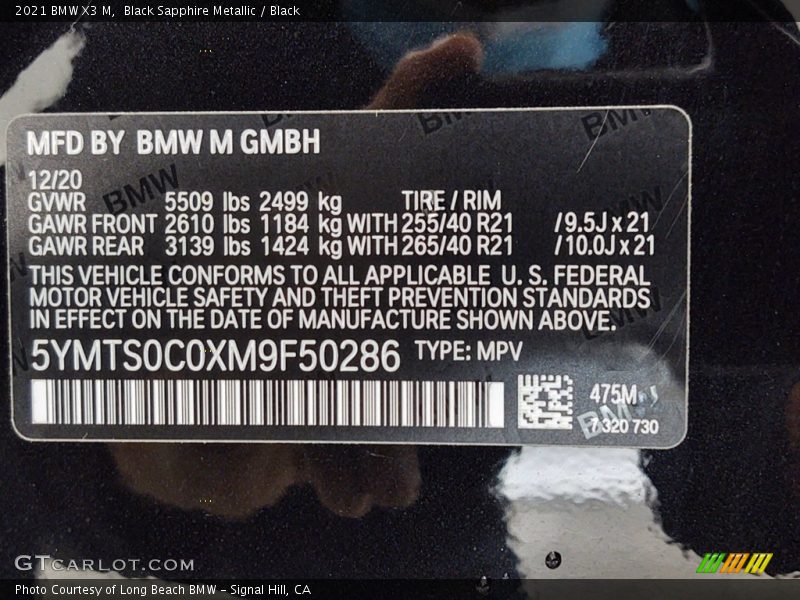 2021 BMW X3 M,  Black Sapphire Metallic / Black
MFD BY BMW M GMBH
12/20
GVWR 5509 lbs 2499 kg TIRE / RIM
GAWR FRONT 2610 lbs 1184 kg WITH 255/40 R21 /9.5J x 21
GAWR REAR 3139 lbs 1424 kg WITH 265/40 R21 /10.0J x 21
THIS VEHICLE CONFORMS TO ALL APPLICABLE U. S. FEDERAL
MOTOR VEHICLE SAFETY AND THEFT PREVENTION STANDARDS
IN EFFECT ON THE DATE OF MANUFACTURE SHOWN ABOVE.
5YMTS0C0XM9F50286 TYPE: MPV
475M
7 320 730
GTCARLOT.COM
Photo Courtesy of Long Beach BMW - Signal Hill, CA